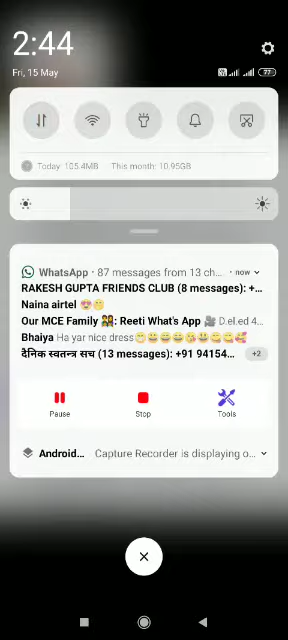 2:44
Fri, 15 May
77
Today: 105.4MB This month: 10.95GB
WhatsApp • 87 messages from 13 ch... • now
RAKESH GUPTA FRIENDS CLUB (8 messages): +...
Naina airtel 😍🤭
Our MCE Family 👩‍❤️‍👨: Reeti What's App 🎥 D.el.ed 4...
Bhaiya Ha yar nice dress😁😅😄😄😘😃😋😋🥰
दैनिक स्वतन्त्र सच (13 messages): +91 94154...
+2
Pause Stop Tools
Android... Capture Recorder is displaying o...